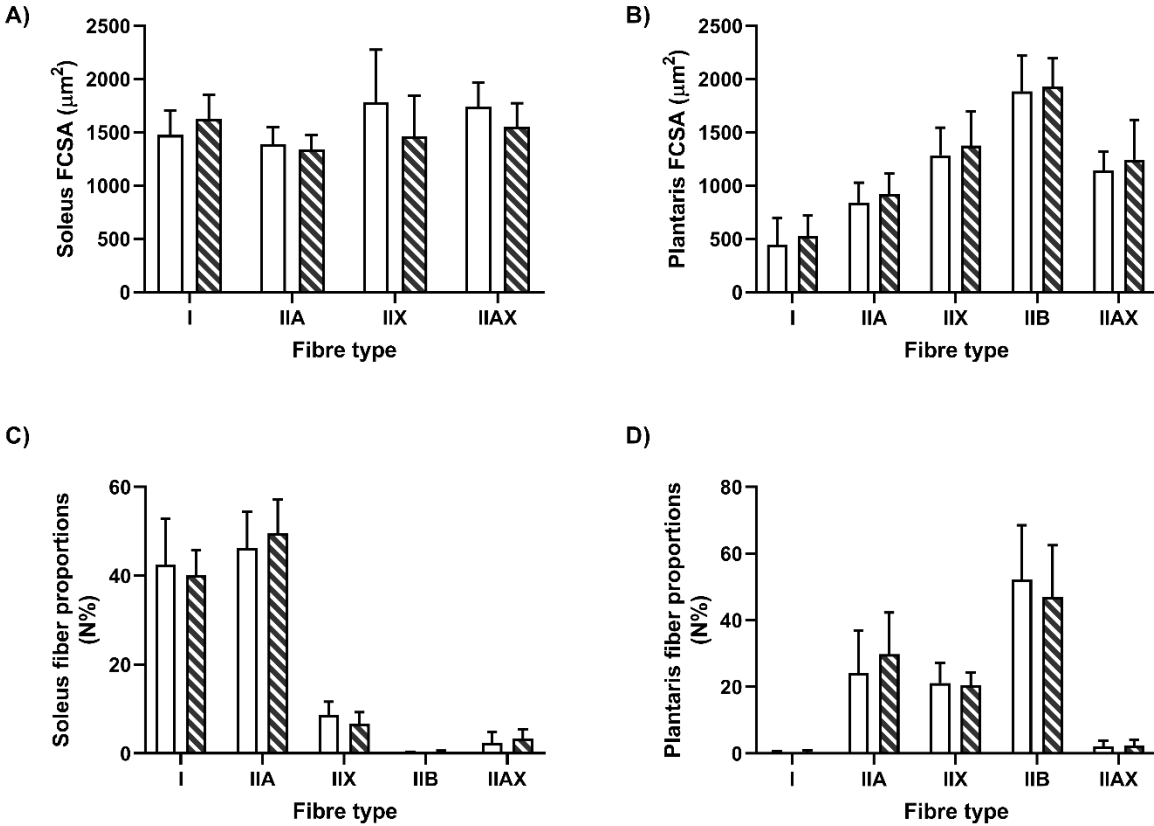 A)
Soleus FCSA (μm2)
2500
2000
1500
1000
500
0
I IIA IIX IIAX
Fibre type
B)
Plantaris FCSA (μm2)
2500
2000
1500
1000
500
0
I IIA IIX IIB IIAX
Fibre type
C)
Soleus fiber proportions
(N%)
60
40
20
0
I IIA IIX IIB IIAX
Fibre type
D)
Plantaris fiber proportions
(N%)
80
60
40
20
0
I IIA IIX IIB IIAX
Fibre type